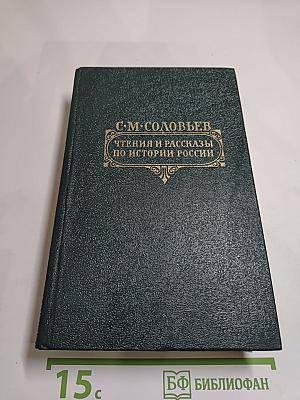 С·М·СОЛОВЬЕВ
ЧТЕНИЯ И РАССКАЗЫ
ПО ИСТОРИИ РОССИИ
15с
БФ БИБЛИОФАН